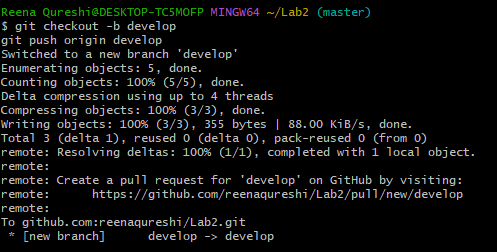 Reena Qureshi@DESKTOP-TC5MOFP MINGW64 ~/Lab2 (master)
$ git checkout -b develop
git push origin develop
Switched to a new branch 'develop'
Enumerating objects: 5, done.
Counting objects: 100% (5/5), done.
Delta compression using up to 4 threads
Compressing objects: 100% (3/3), done.
Writing objects: 100% (3/3), 355 bytes | 88.00 KiB/s, done.
Total 3 (delta 1), reused 0 (delta 0), pack-reused 0 (from 0)
remote: Resolving deltas: 100% (1/1), completed with 1 local object.
remote:
remote: Create a pull request for 'develop' on GitHub by visiting:
remote:      https://github.com/reenaqureshi/Lab2/pull/new/develop
remote:
To github.com:reenaqureshi/Lab2.git
 * [new branch]      develop -> develop